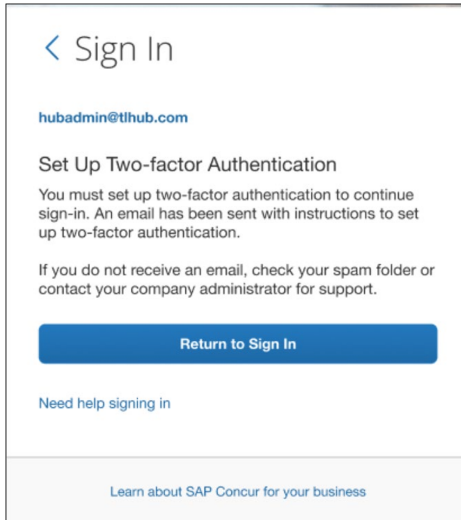 Sign In
hubadmin@tlhub.com
Set Up Two-factor Authentication
You must set up two-factor authentication to continue
sign-in. An email has been sent with instructions to set
up two-factor authentication.
If you do not receive an email, check your spam folder or
contact your company administrator for support.
Return to Sign In
Need help signing in
Learn about SAP Concur for your business